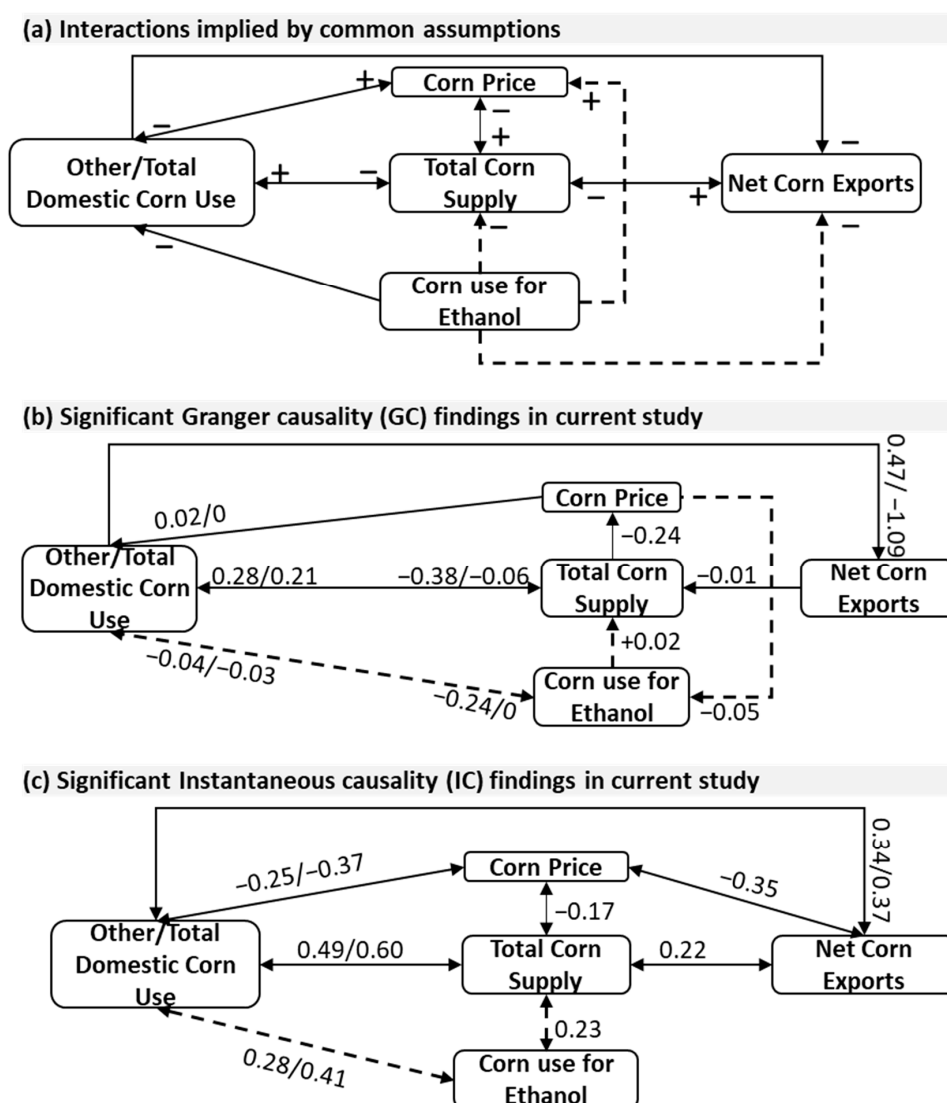 (a) Interactions implied by common assumptions
+
Corn Price
+
−
−
+
Other/Total
Domestic Corn Use
+
−
Total Corn
Supply
−
+
−
Net Corn Exports
−
−
−
Corn use for
Ethanol
(b) Significant Granger causality (GC) findings in current study
0.47/ −1.09
Corn Price
0.02/0
−0.24
Other/Total
Domestic Corn
Use
0.28/0.21
−0.38/−0.06
Total Corn
Supply
−0.01
Net Corn
Exports
+0.02
−0.04/−0.03
−0.24/0
Corn use for
Ethanol
−0.05
(c) Significant Instantaneous causality (IC) findings in current study
0.34/0.37
−0.25/−0.37
Corn Price
−0.35
−0.17
Other/Total
Domestic Corn
Use
0.49/0.60
Total Corn
Supply
0.22
Net Corn
Exports
0.23
0.28/0.41
Corn use for
Ethanol